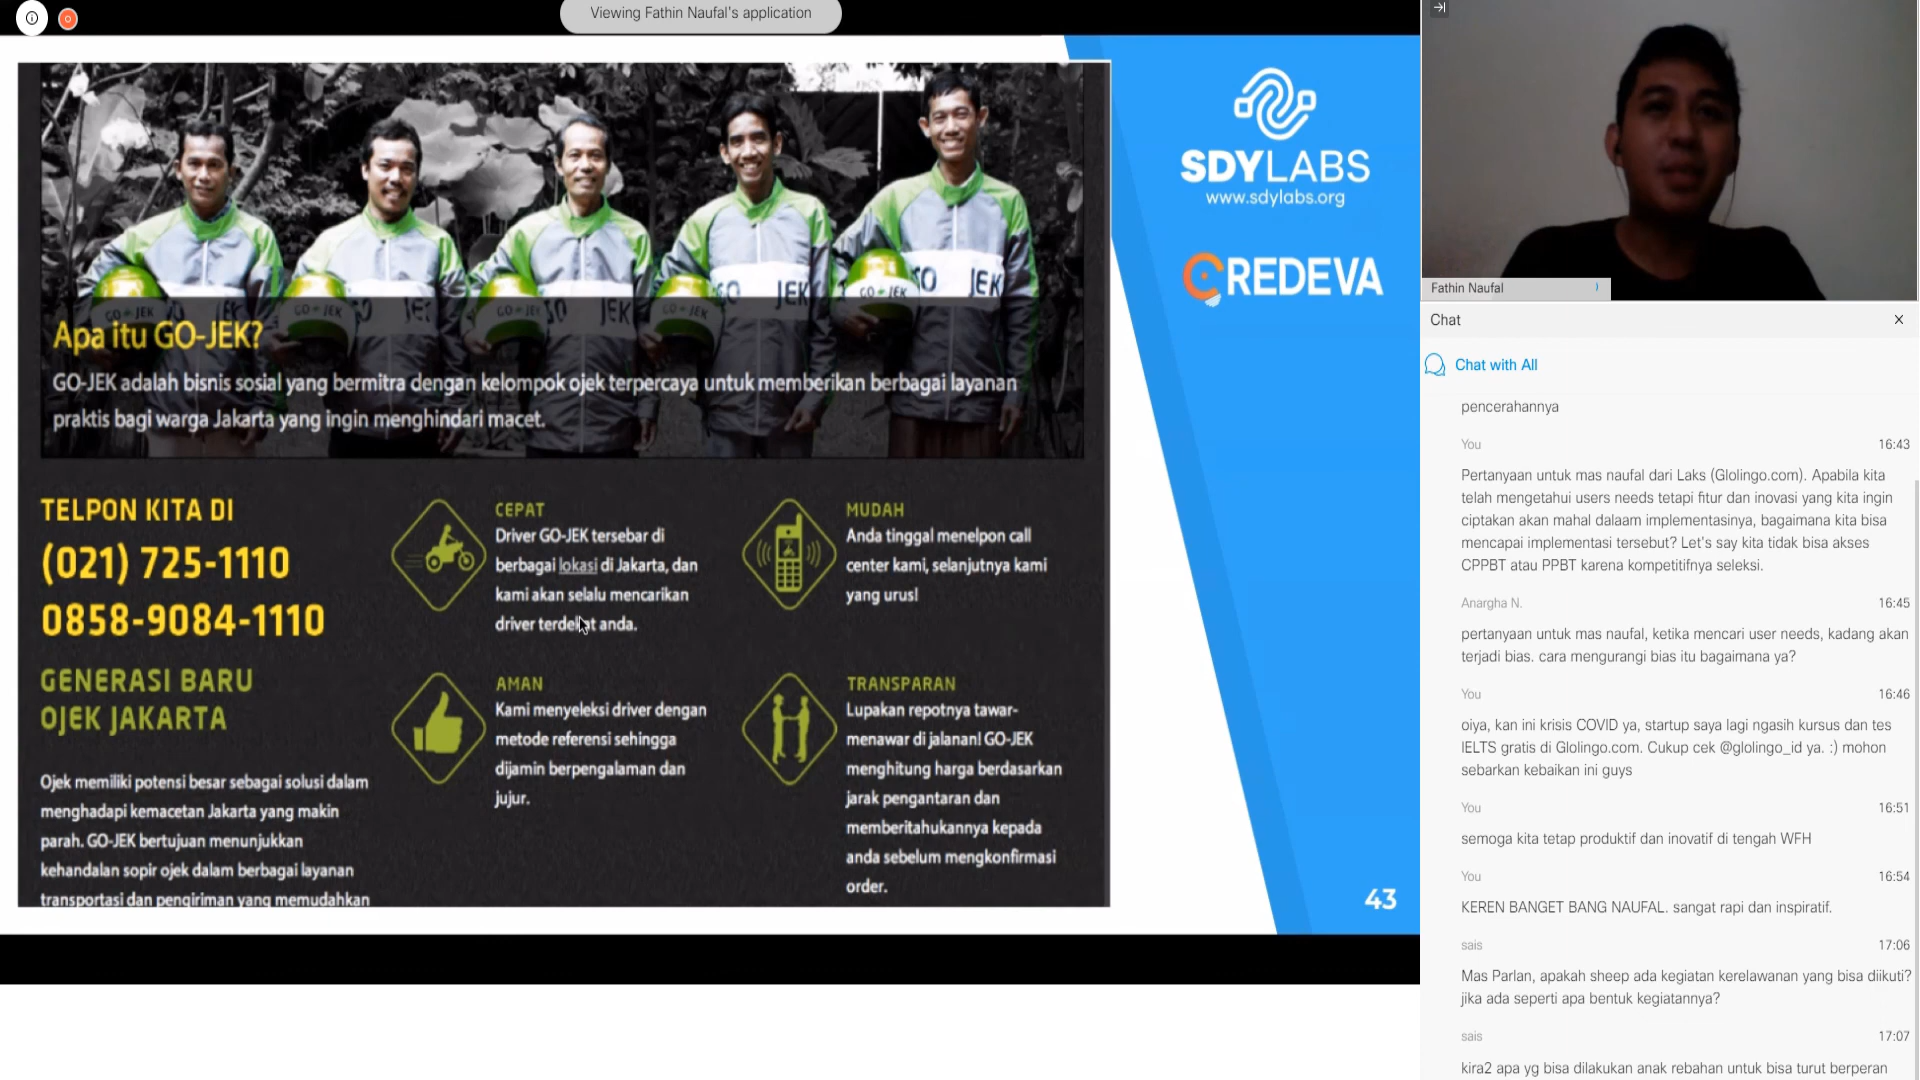 Viewing Fathin Naufal's application
SDYLABS
www.sdylabs.org
CREDEVA
GO JEK
Apa itu GO-JEK?
GO-JEK adalah bisnis sosial yang bermitra dengan kelompok ojek terpercaya untuk memberikan berbagai layanan
praktis bagi warga Jakarta yang ingin menghindari macet.
TELPON KITA DI
(021) 725-1110
0858-9084-1110
GENERASI BARU
OJEK JAKARTA
Ojek memiliki potensi besar sebagai solusi dalam
menghadapi kemacetan Jakarta yang makin
parah. GO-JEK bertujuan menunjukkan
kehandalan sopir ojek dalam berbagai layanan
transportasi dan pengiriman yang memudahkan
CEPAT
Driver GO-JEK tersebar di
berbagai lokasi di Jakarta, dan
kami akan selalu mencarikan
driver terdekat anda.
MUDAH
Anda tinggal menelpon call
center kami, selanjutnya kami
yang urus!
AMAN
Kami menyeleksi driver dengan
metode referensi sehingga
dijamin berpengalaman dan
jujur.
TRANSPARAN
Lupakan repotnya tawar-
menawar di jalanan! GO-JEK
menghitung harga berdasarkan
jarak pengantaran dan
memberitahukannya kepada
anda sebelum mengkonfirmasi
order.
43
Fathin Naufal
Chat
Chat with All
pencerahannya
You 16:43
Pertanyaan untuk mas naufal dari Laks (Glolingo.com). Apabila kita
telah mengetahui users needs tetapi fitur dan inovasi yang kita ingin
ciptakan akan mahal dalaam implementasinya, bagaimana kita bisa
mencapai implementasi tersebut? Let's say kita tidak bisa akses
CPPBT atau PPBT karena kompetitifnya seleksi.
Anargha N. 16:45
pertanyaan untuk mas naufal, ketika mencari user needs, kadang akan
terjadi bias. cara mengurangi bias itu bagaimana ya?
You 16:46
oiya, kan ini krisis COVID ya, startup saya lagi ngasih kursus dan tes
IELTS gratis di Glolingo.com. Cukup cek @glolingo_id ya. :) mohon
sebarkan kebaikan ini guys
You 16:51
semoga kita tetap produktif dan inovatif di tengah WFH
You 16:54
KEREN BANGET BANG NAUFAL. sangat rapi dan inspiratif.
sais 17:06
Mas Parlan, apakah sheep ada kegiatan kerelawanan yang bisa diikuti?
jika ada seperti apa bentuk kegiatannya?
sais 17:07
kira2 apa yg bisa dilakukan anak rebahan untuk bisa turut berperan